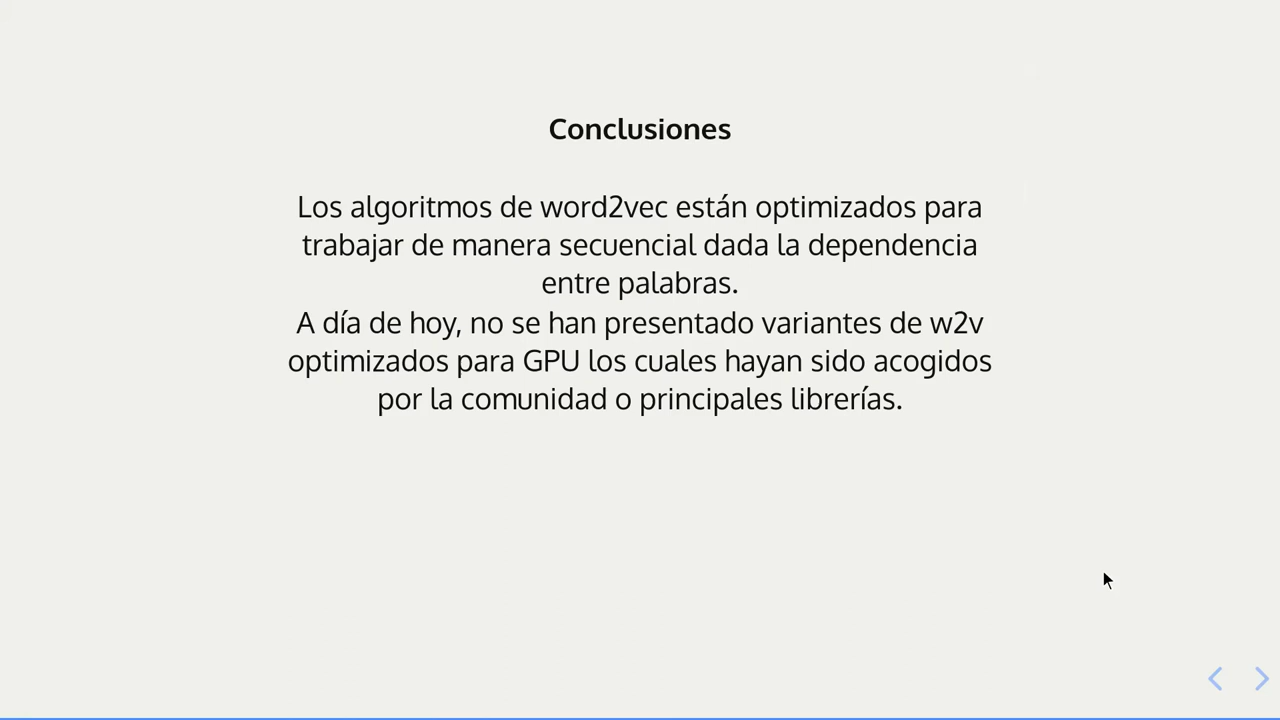 Conclusiones
Los algoritmos de word2vec están optimizados para
trabajar de manera secuencial dada la dependencia
entre palabras.
A día de hoy, no se han presentado variantes de w2v
optimizados para GPU los cuales hayan sido acogidos
por la comunidad o principales librerías.